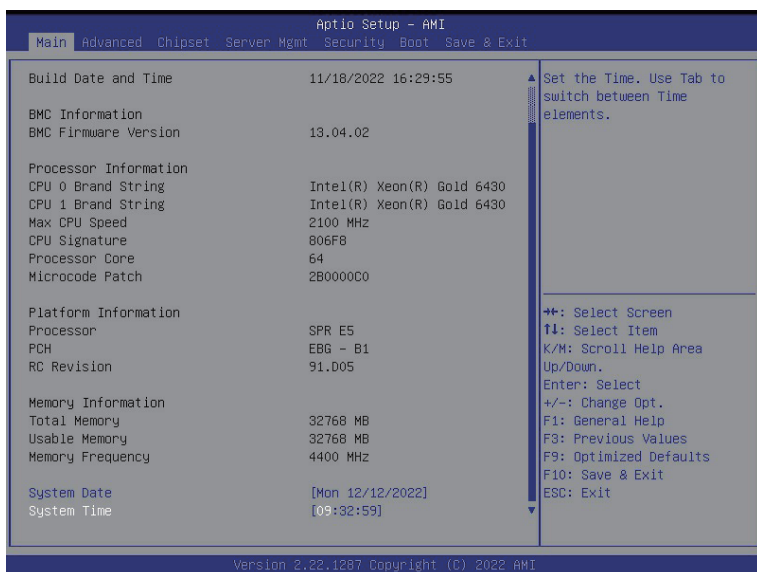 Aptio Setup - AMI
Main Advanced Chipset Server Mgmt Security Boot Save & Exit
Build Date and Time 11/18/2022 16:29:55
BMC Information
BMC Firmware Version 13.04.02
Processor Information
CPU 0 Brand String Intel(R) Xeon(R) Gold 6430
CPU 1 Brand String Intel(R) Xeon(R) Gold 6430
Max CPU Speed 2100 MHz
CPU Signature 806F8
Processor Core 64
Microcode Patch 2B0000C0
Platform Information
Processor SPR E5
PCH EBG - B1
RC Revision 91.D05
Memory Information
Total Memory 32768 MB
Usable Memory 32768 MB
Memory Frequency 4400 MHz
System Date [Mon 12/12/2022]
System Time [09:32:59]
Set the Time. Use Tab to
switch between Time
elements.
→←: Select Screen
↑↓: Select Item
K/M: Scroll Help Area
Up/Down.
Enter: Select
+/-: Change Opt.
F1: General Help
F3: Previous Values
F9: Optimized Defaults
F10: Save & Exit
ESC: Exit
Version 2.22.1287 Copyright (C) 2022 AMI